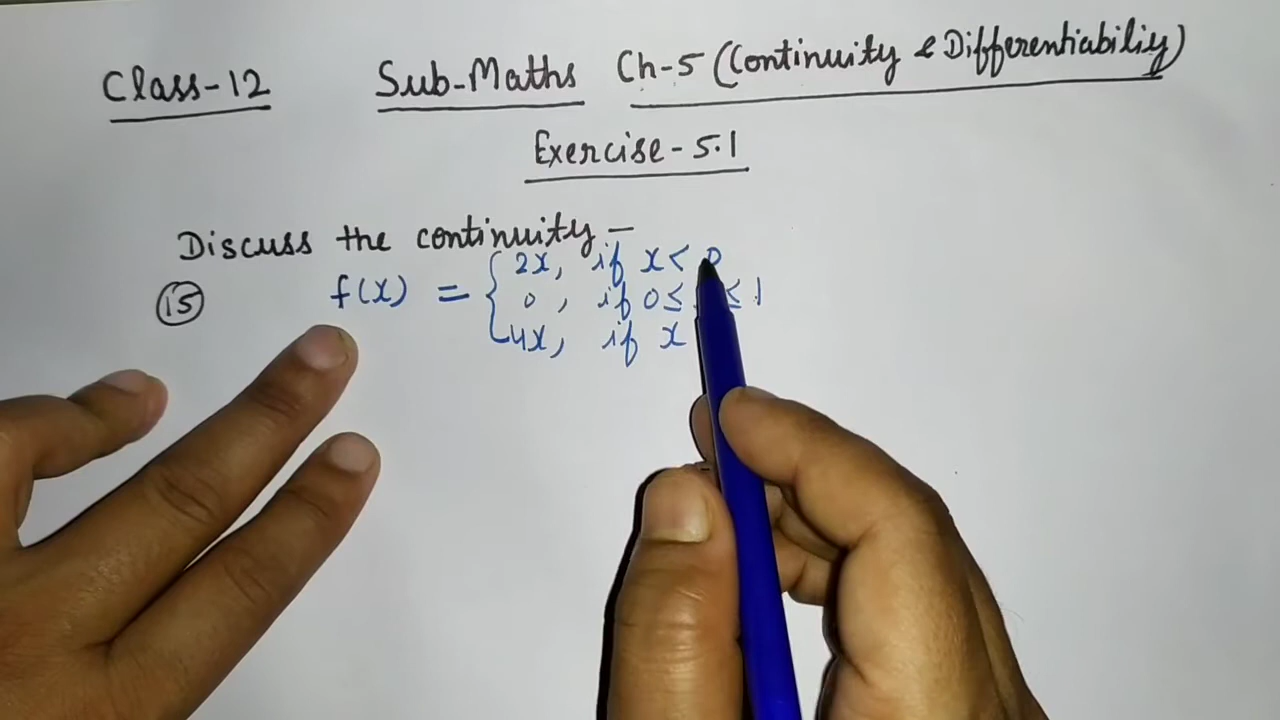 Class-12 Sub-Maths Ch-5 (Continuity & Differentiability)
Exercise-5.1
Discuss the continuity -
2x, if x < 0
15 f(x) = { 0, if 0 ≤ ≤ 1
4x, if x